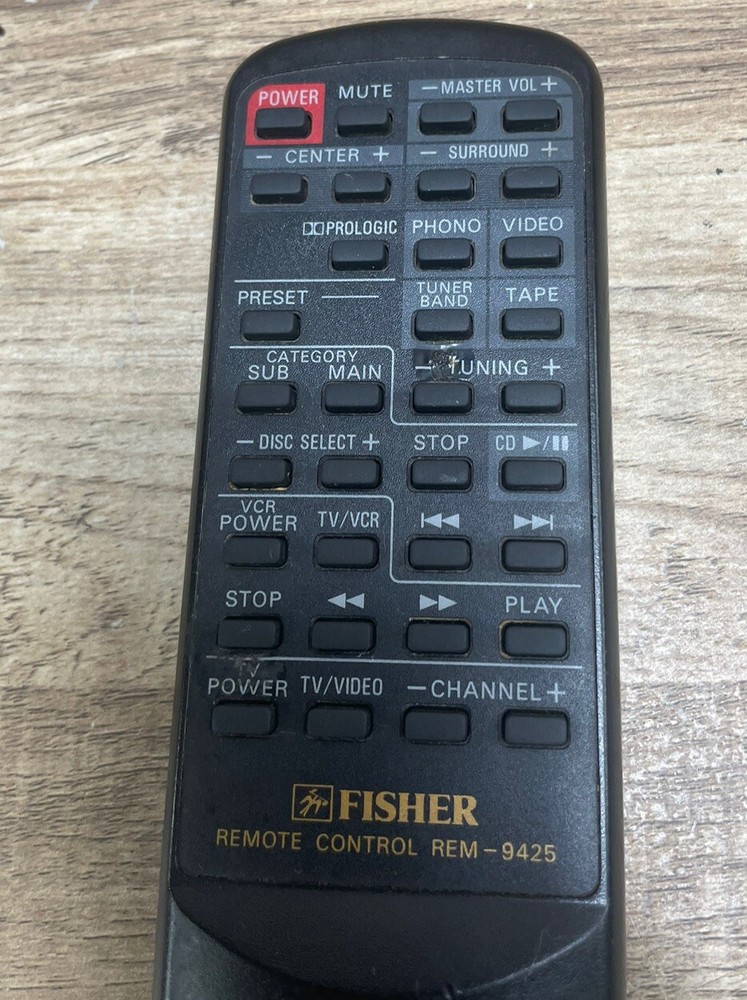 POWER MUTE − MASTER VOL +
− CENTER + − SURROUND +
PROLOGIC PHONO VIDEO
PRESET TUNER BAND TAPE
CATEGORY
SUB MAIN − TUNING +
− DISC SELECT + STOP CD ▶/▮▮
VCR
POWER TV/VCR |◀◀ ▶▶|
STOP ◀◀ ▶▶ PLAY
TV
POWER TV/VIDEO − CHANNEL +
FISHER
REMOTE CONTROL REM-9425